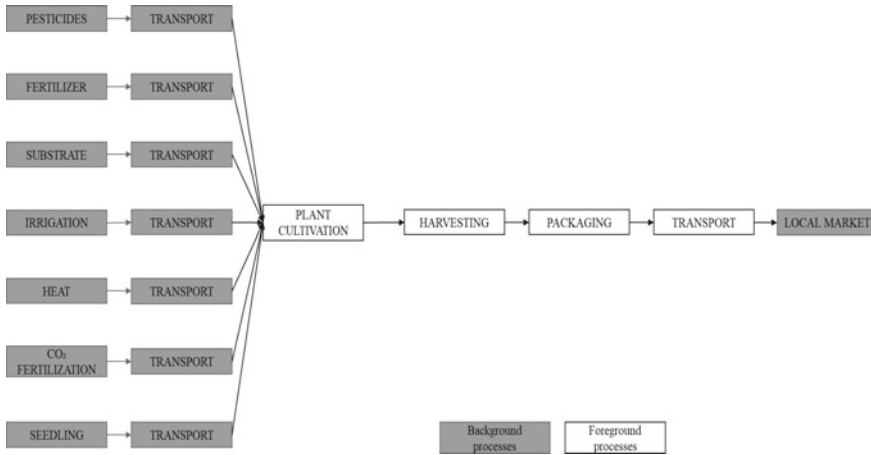 PESTICIDES TRANSPORT
FERTILIZER TRANSPORT
SUBSTRATE TRANSPORT
IRRIGATION TRANSPORT
PLANT
CULTIVATION
HARVESTING PACKAGING TRANSPORT LOCAL MARKET
HEAT TRANSPORT
CO₂
FERTILIZATION
TRANSPORT
SEEDLING TRANSPORT
Background
processes
Foreground
processes